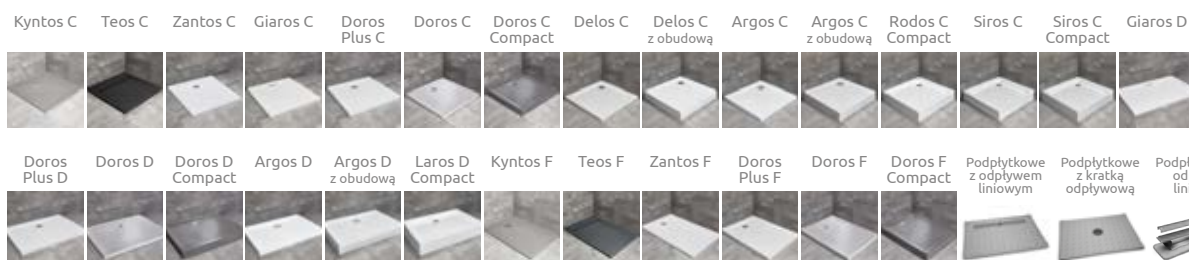 Kyntos C
Teos C
Zantos C
Giaros C
Doros
Plus C
Doros C
Doros C
Compact
Delos C
Delos C
z obudową
Argos C
Argos C
z obudową
Rodos C
Compact
Siros C
Siros C
Compact
Giaros D
Doros
Plus D
Doros D
Doros D
Compact
Argos D
Argos D
z obudową
Laros D
Compact
Kyntos F
Teos F
Zantos F
Doros
Plus F
Doros F
Doros F
Compact
Podpłytkowe
z odpływem
liniowym
Podpłytkowe
z kratką
odpływową